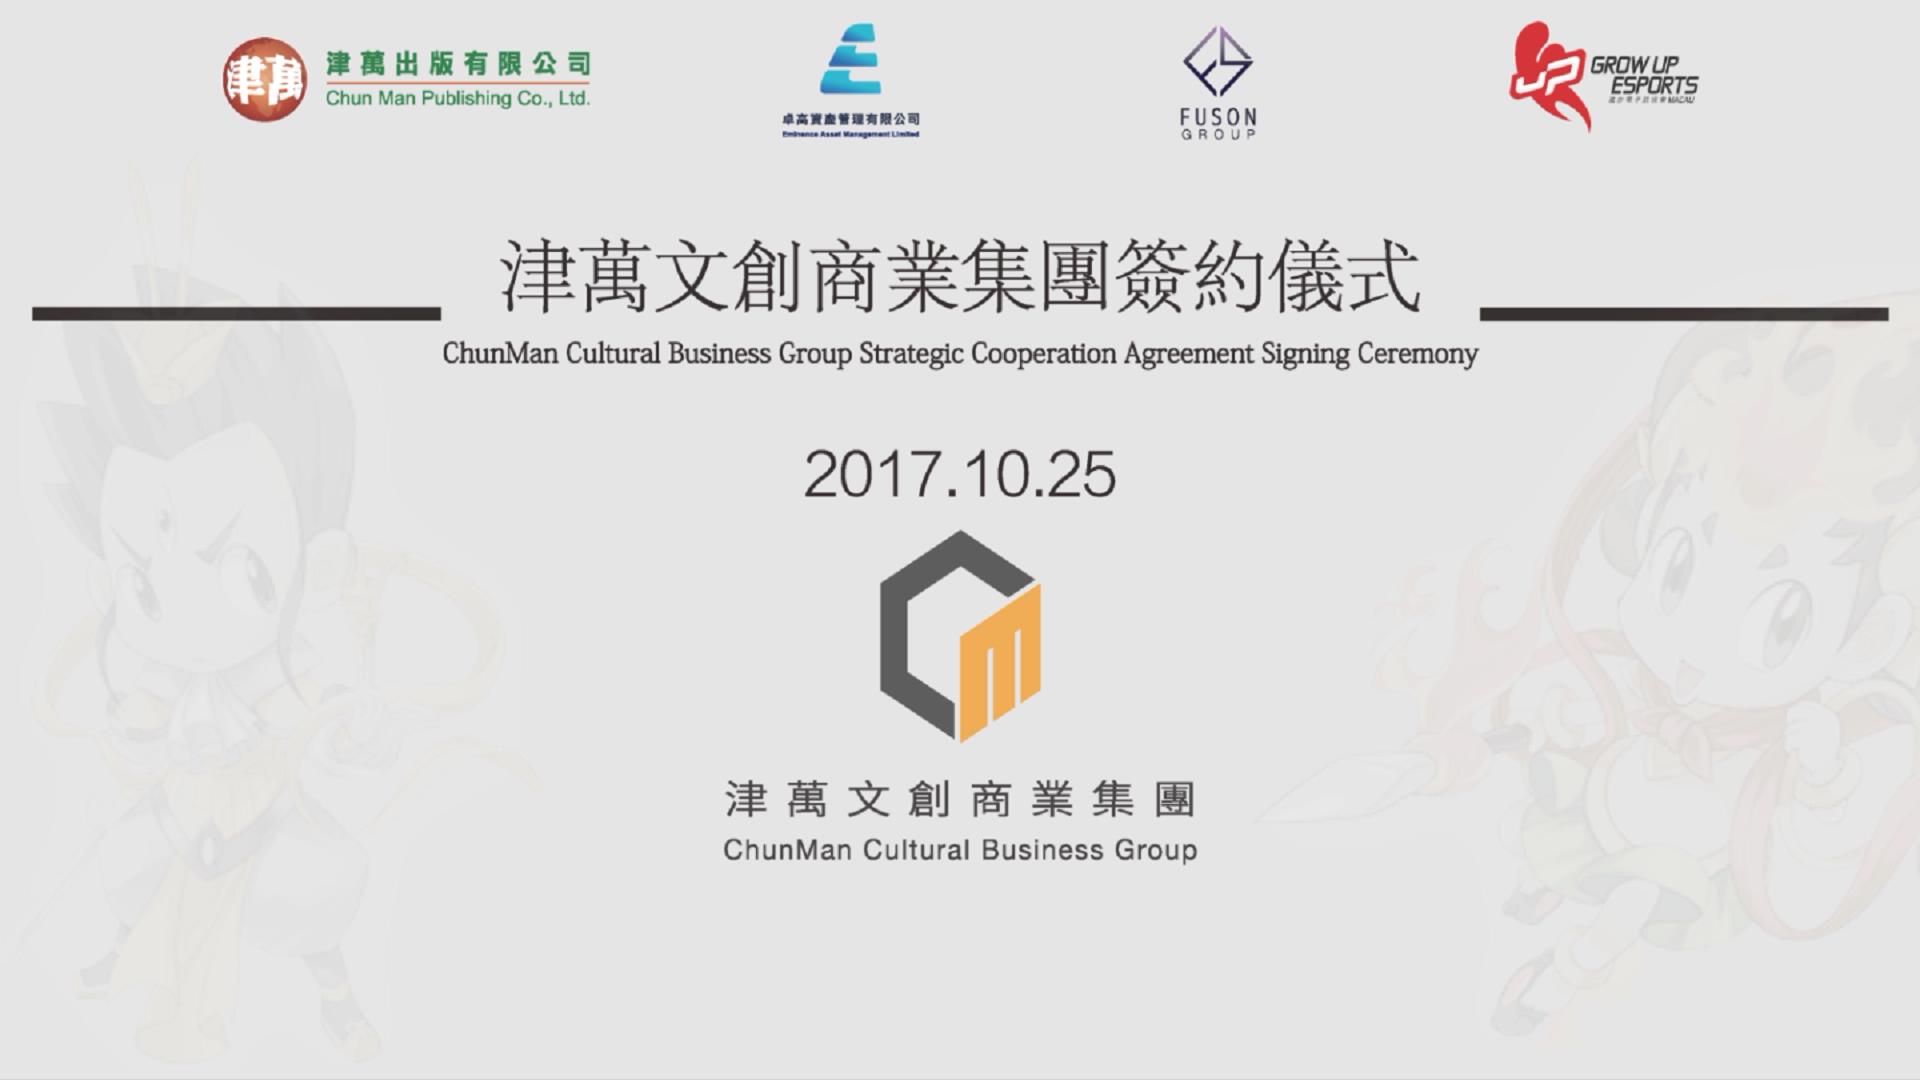 津萬
津萬出版有限公司
Chun Man Publishing Co., Ltd.
卓高資產管理有限公司
Eminence Asset Management Limited
FUSON
GROUP
GROW UP
ESPORTS
MACAU
津萬文創商業集團簽約儀式
ChunMan Cultural Business Group Strategic Cooperation Agreement Signing Ceremony
2017.10.25
津萬文創商業集團
ChunMan Cultural Business Group